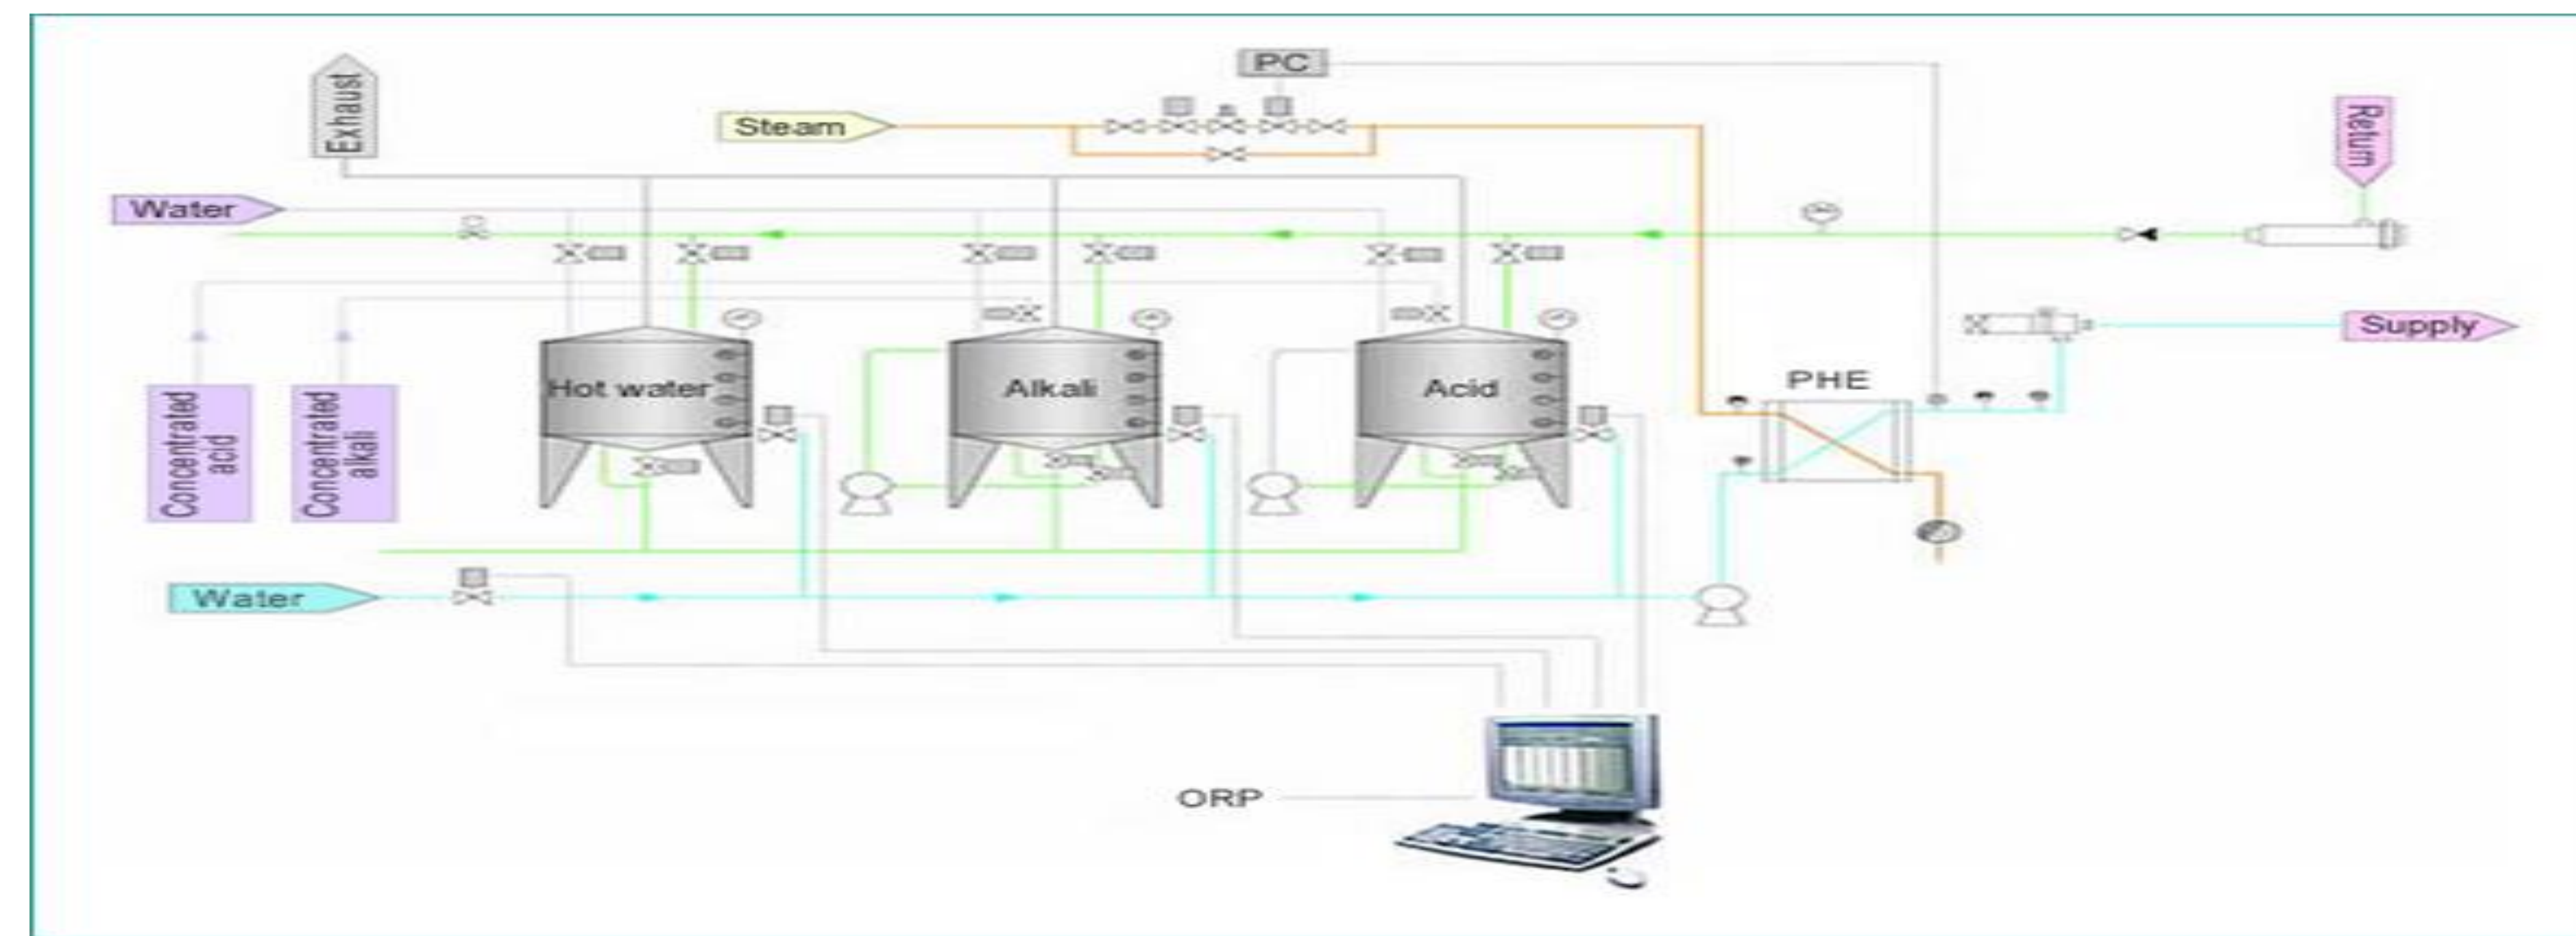 PC
Exhaust
Steam
Return
Water
Supply
PHE
Hot water
Alkali
Acid
Concentrated
acid
Concentrated
alkali
Water
ORP